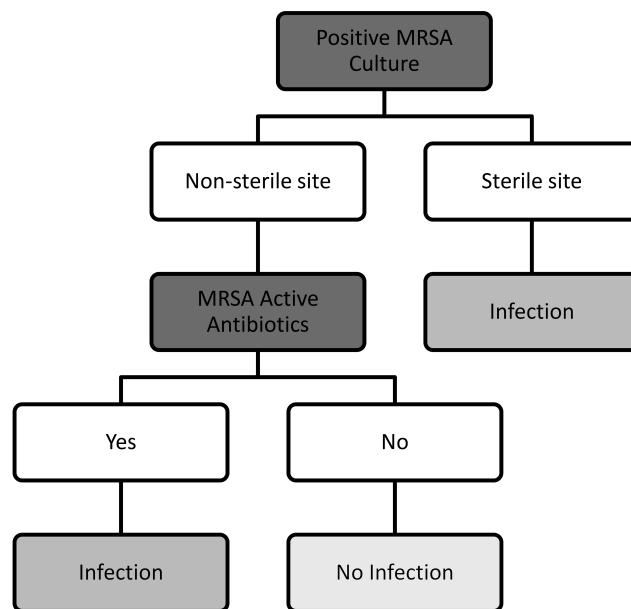 Positive MRSA
Culture
Non-sterile site
Sterile site
MRSA Active
Antibiotics
Infection
Yes
No
Infection
No Infection